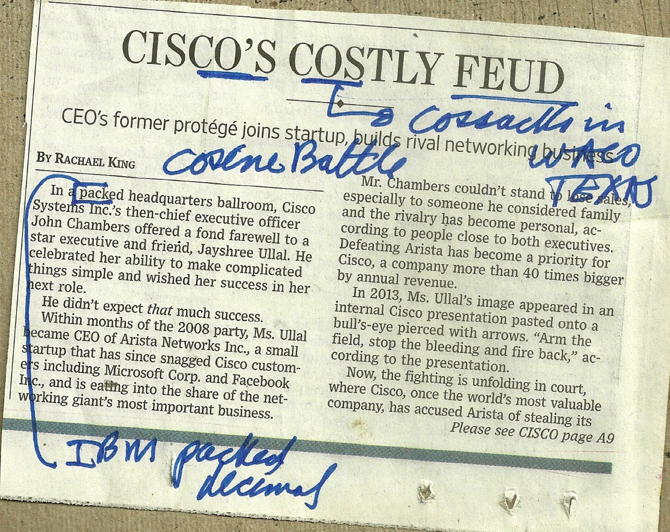 CISCO'S COSTLY FEUD
Cossacks in
WACO
TEXAS
CEO's former protégé joins startup, builds rival networking business
cosine Battle
BY RACHAEL KING
In a packed headquarters ballroom, Cisco
Systems Inc.'s then-chief executive officer
John Chambers offered a fond farewell to a
star executive and friend, Jayshree Ullal. He
celebrated her ability to make complicated
things simple and wished her success in her
next role.
He didn't expect that much success.
Within months of the 2008 party, Ms. Ullal
became CEO of Arista Networks Inc., a small
startup that has since snagged Cisco custom-
ers including Microsoft Corp. and Facebook
Inc., and is eating into the share of the net-
working giant's most important business.
Mr. Chambers couldn't stand to lose sales,
especially to someone he considered family
and the rivalry has become personal, ac-
cording to people close to both executives.
Defeating Arista has become a priority for
Cisco, a company more than 40 times bigger
by annual revenue.
In 2013, Ms. Ullal's image appeared in an
internal Cisco presentation pasted onto a
bull's-eye pierced with arrows. "Arm the
field, stop the bleeding and fire back," ac-
cording to the presentation.
Now, the fighting is unfolding in court,
where Cisco, once the world's most valuable
company, has accused Arista of stealing its
Please see CISCO page A9
IBM packed
decimal